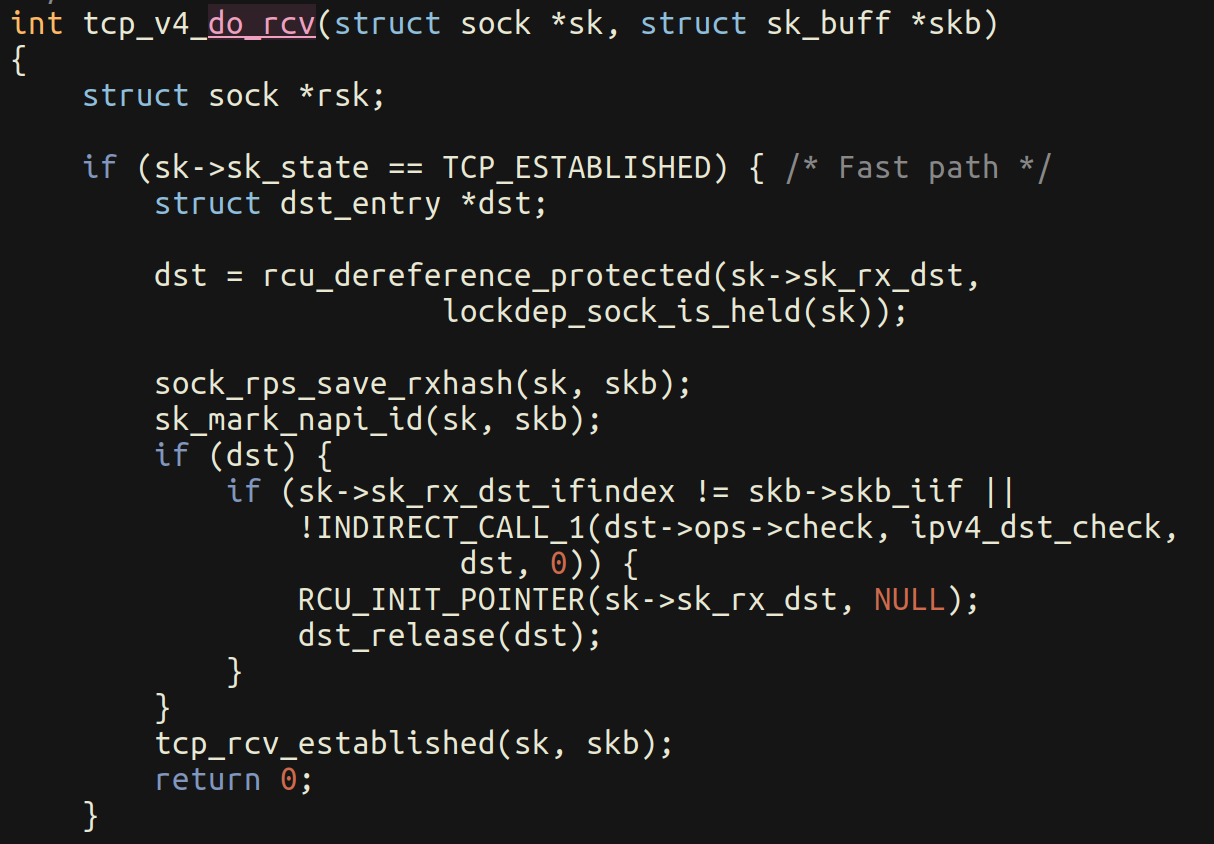 int tcp_v4_do_rcv(struct sock *sk, struct sk_buff *skb)
{
    struct sock *rsk;

    if (sk->sk_state == TCP_ESTABLISHED) { /* Fast path */
        struct dst_entry *dst;

        dst = rcu_dereference_protected(sk->sk_rx_dst,
                        lockdep_sock_is_held(sk));

        sock_rps_save_rxhash(sk, skb);
        sk_mark_napi_id(sk, skb);
        if (dst) {
            if (sk->sk_rx_dst_ifindex != skb->skb_iif ||
                !INDIRECT_CALL_1(dst->ops->check, ipv4_dst_check,
                         dst, 0)) {
                RCU_INIT_POINTER(sk->sk_rx_dst, NULL);
                dst_release(dst);
            }
        }
        tcp_rcv_established(sk, skb);
        return 0;
    }